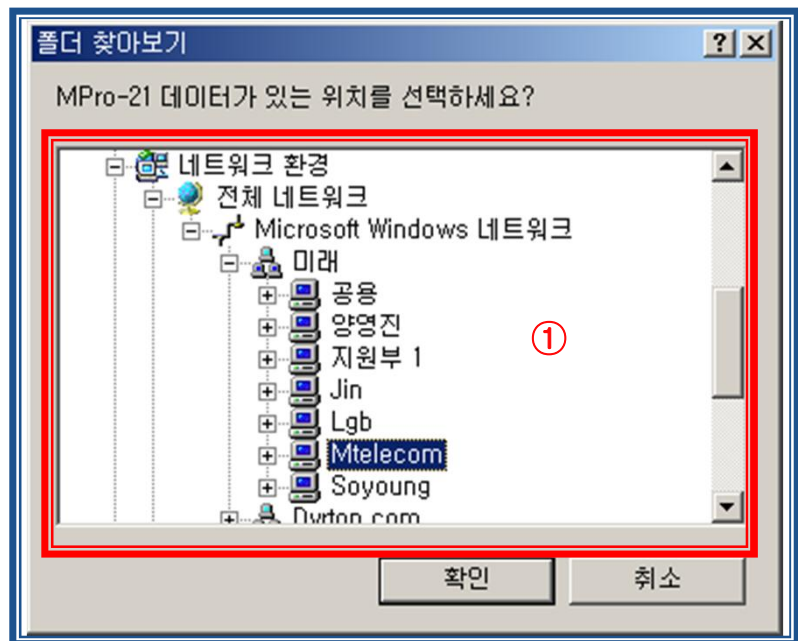 폴더 찾아보기
MPro-21 데이터가 있는 위치를 선택하세요?
네트워크 환경
전체 네트워크
Microsoft Windows 네트워크
미래
공용
양영진
지원부 1
①
Jin
Lgb
Mtelecom
Soyoung
확인 취소